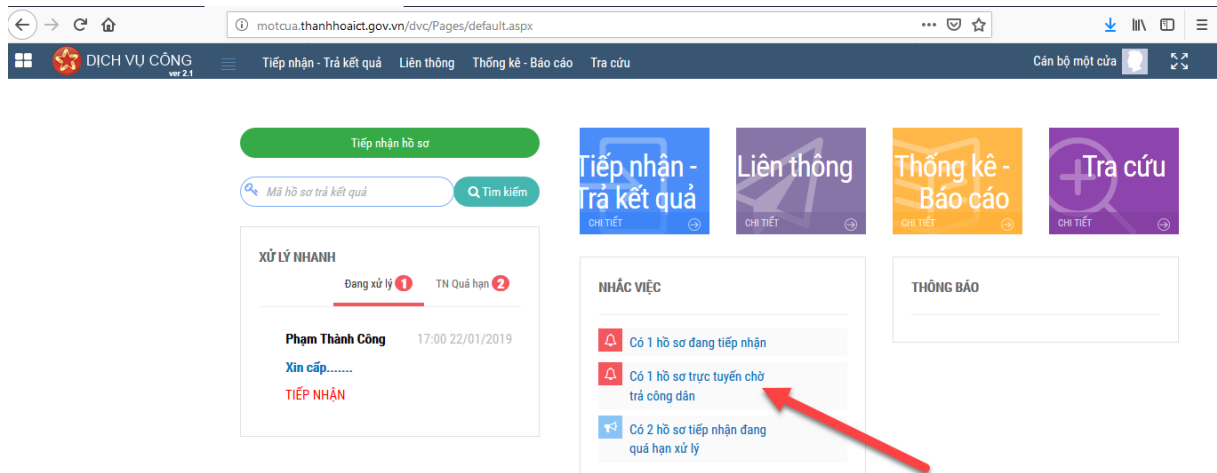 motcua.thanhhoaict.gov.vn/dvc/Pages/default.aspx
DỊCH VỤ CÔNG
ver 2.1
Tiếp nhận - Trả kết quả Liên thông Thống kê - Báo cáo Tra cứu
Cán bộ một cửa
Tiếp nhận hồ sơ
Mã hồ sơ trả kết quả
Tìm kiếm
Tiếp nhận -
Trả kết quả
CHI TIẾT
Liên thông
CHI TIẾT
Thống kê -
Báo cáo
CHI TIẾT
Tra cứu
CHI TIẾT
XỬ LÝ NHANH
Đang xử lý 1 TN Quá hạn 2
Phạm Thành Công 17:00 22/01/2019
Xin cấp.......
TIẾP NHẬN
NHẮC VIỆC
Có 1 hồ sơ đang tiếp nhận
Có 1 hồ sơ trực tuyến chờ
trả công dân
Có 2 hồ sơ tiếp nhận đang
quá hạn xử lý
THÔNG BÁO